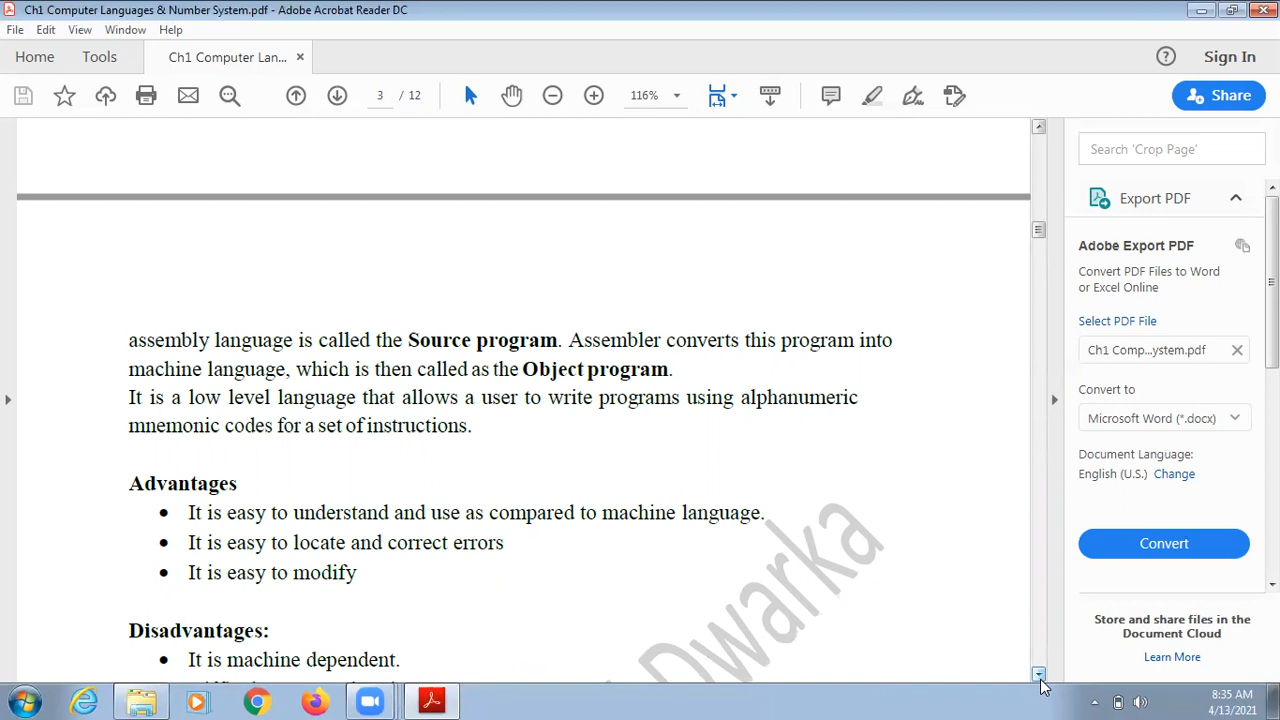 Ch1 Computer Languages & Number System.pdf - Adobe Acrobat Reader DC
File Edit View Window Help
Home Tools Ch1 Computer Lan... × Sign In
3 / 12 116% Share
Search 'Crop Page'
Export PDF
Adobe Export PDF
Convert PDF Files to Word
or Excel Online
Select PDF File
Ch1 Comp...ystem.pdf
Convert to
Microsoft Word (*.docx)
Document Language:
English (U.S.) Change
Convert
Store and share files in the
Document Cloud
Learn More
assembly language is called the Source program. Assembler converts this program into
machine language, which is then called as the Object program.
It is a low level language that allows a user to write programs using alphanumeric
mnemonic codes for a set of instructions.
Advantages
• It is easy to understand and use as compared to machine language.
• It is easy to locate and correct errors
• It is easy to modify
Disadvantages:
• It is machine dependent.
Dwarka
8:35 AM
4/13/2021